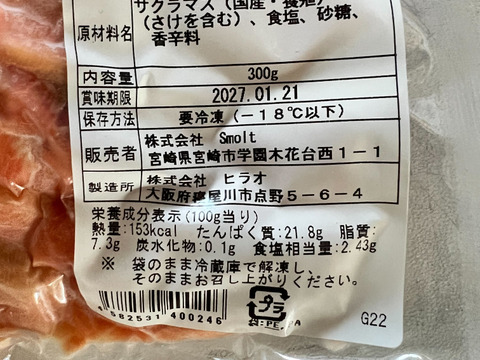 サクラマス（国産・養殖）
原材料名 （さけを含む）、食塩、砂糖、
香辛料
内容量 300g
賞味期限 2027.01.21
保存方法 要冷凍（－18℃以下）
販売者 株式会社 Smolt
宮崎県宮崎市学園木花台西１－１
製造所 株式会社 ヒラオ
大阪府寝屋川市点野５－６－４
栄養成分表示(100g当り)
熱量:153kcal たんぱく質:21.8g 脂質:
7.3g 炭水化物:0.1g 食塩相当量:2.43g
※ 袋のまま冷蔵庫で解凍し、
そのままお召し上がりください。
4 582531 400246
プラ
袋:PE,PA
G22